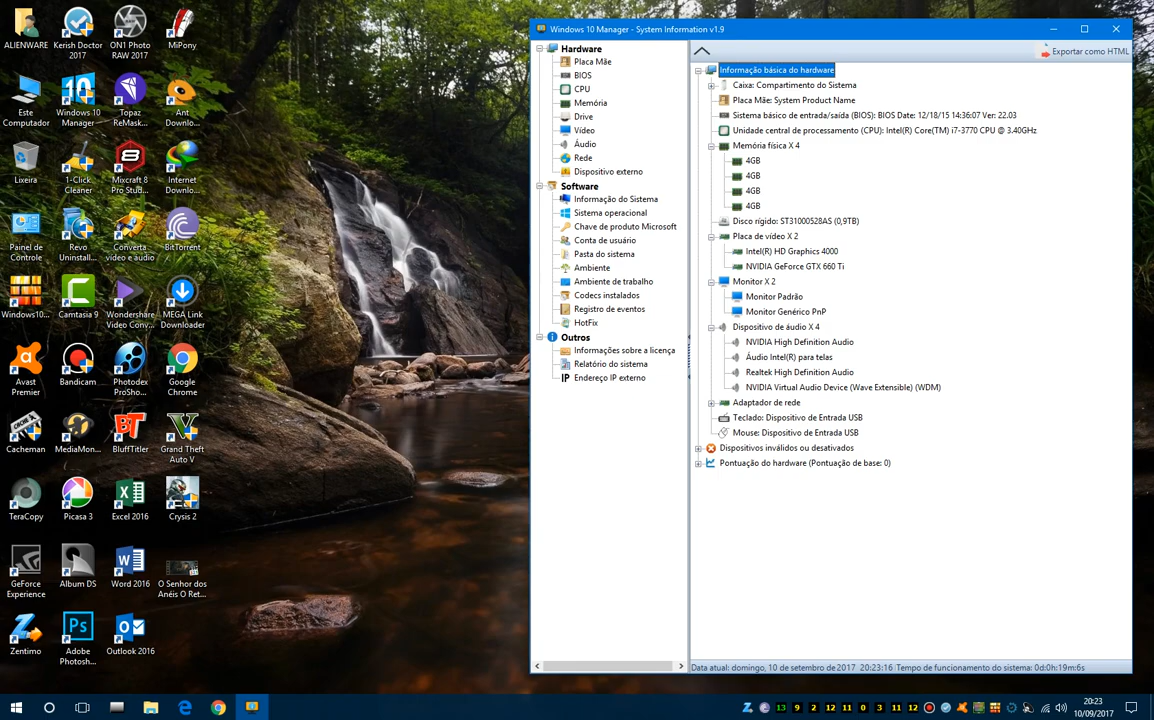 ALIENWARE
Kerish Doctor 2017
ON1 Photo RAW 2017
MiPony
Este Computador
Windows 10 Manager
Topaz ReMask...
Ant Downlo...
Lixeira
1-Click Cleaner
Mixcraft 8 Pro Stud...
Internet Downlo...
Painel de Controle
Revo Uninstall...
Converta vídeo e áudio
BitTorrent
Windows10...
Camtasia 9
Wondershare Video Conv...
MEGA Link Downloader
Avast Premier
Bandicam
Photodex ProSho...
Google Chrome
Cacheman
MediaMon...
BluffTitler
Grand Theft Auto V
TeraCopy
Picasa 3
Excel 2016
Crysis 2
GeForce Experience
Album DS
Word 2016
O Senhor dos Anéis O Ret...
Zentimo
Adobe Photosh...
Outlook 2016
Windows 10 Manager - System Information v1.9
Exportar como HTML
Hardware
Placa Mãe
BIOS
CPU
Memória
Drive
Vídeo
Áudio
Rede
Dispositivo externo
Software
Informação do Sistema
Sistema operacional
Chave de produto Microsoft
Conta de usuário
Pasta do sistema
Ambiente
Ambiente de trabalho
Codecs instalados
Registro de eventos
HotFix
Outros
Informações sobre a licença
Relatório do sistema
IP Endereço IP externo
Informação básica do hardware
Caixa: Compartimento do Sistema
Placa Mãe: System Product Name
Sistema básico de entrada/saída (BIOS): BIOS Date: 12/18/15 14:36:07 Ver: 22.03
Unidade central de processamento (CPU): Intel(R) Core(TM) i7-3770 CPU @ 3.40GHz
Memória física X 4
4GB
4GB
4GB
4GB
Disco rígido: ST31000528AS (0,9TB)
Placa de vídeo X 2
Intel(R) HD Graphics 4000
NVIDIA GeForce GTX 660 Ti
Monitor X 2
Monitor Padrão
Monitor Genérico PnP
Dispositivo de áudio X 4
NVIDIA High Definition Audio
Áudio Intel(R) para telas
Realtek High Definition Audio
NVIDIA Virtual Audio Device (Wave Extensible) (WDM)
Adaptador de rede
Teclado: Dispositivo de Entrada USB
Mouse: Dispositivo de Entrada USB
Dispositivos inválidos ou desativados
Pontuação do hardware (Pontuação de base: 0)
Data atual: domingo, 10 de setembro de 2017 20:23:16 Tempo de funcionamento do sistema: 0d:0h:19m:6s
13 9 2 12 11 0 3 11 12
20:23
10/09/2017